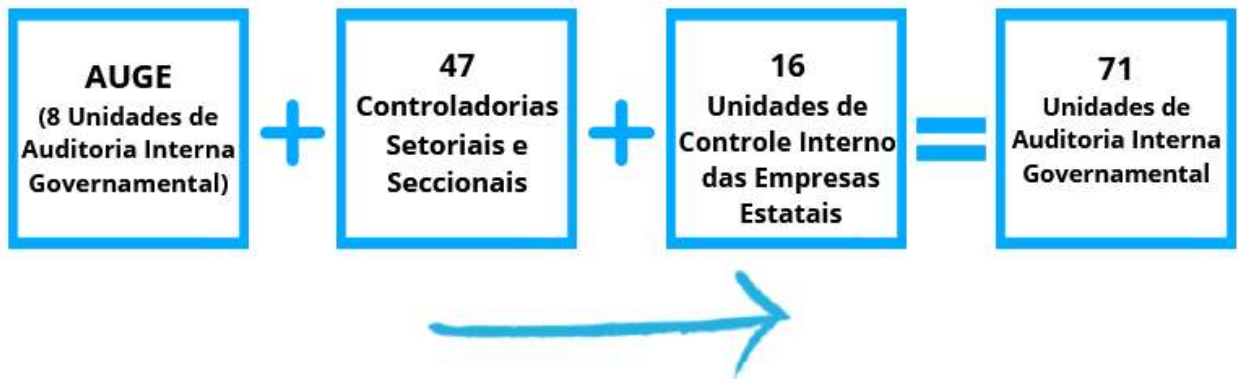 AUGE
(8 Unidades de
Auditoria Interna
Governamental)
+
47
Controladorias
Setoriais e
Seccionais
+
16
Unidades de
Controle Interno
das Empresas
Estatais
=
71
Unidades de
Auditoria Interna
Governamental